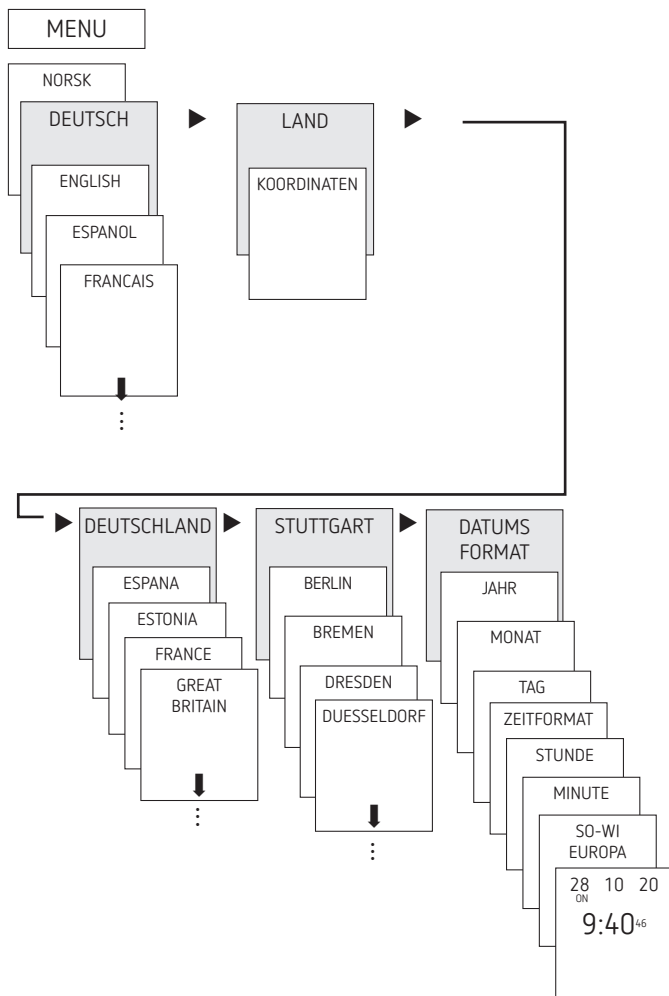 MENU
NORSK
DEUTSCH
ENGLISH
ESPANOL
FRANCAIS
LAND
KOORDINATEN
DEUTSCHLAND
ESPANA
ESTONIA
FRANCE
GREAT
BRITAIN
STUTTGART
BERLIN
BREMEN
DRESDEN
DUESSELDORF
DATUMS
FORMAT
JAHR
MONAT
TAG
ZEITFORMAT
STUNDE
MINUTE
SO-WI
EUROPA
28 10 20
ON
9:40 46